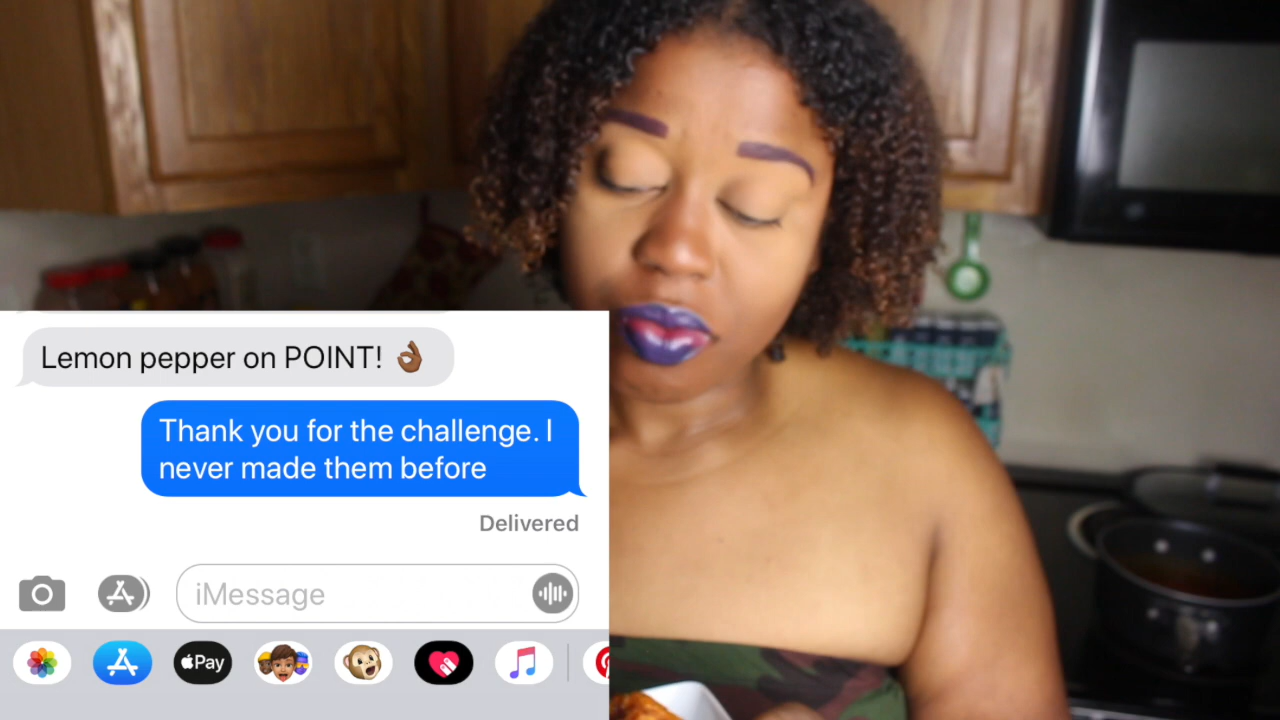 Lemon pepper on POINT! 👌🏾
Thank you for the challenge. I
never made them before
Delivered
iMessage
Pay